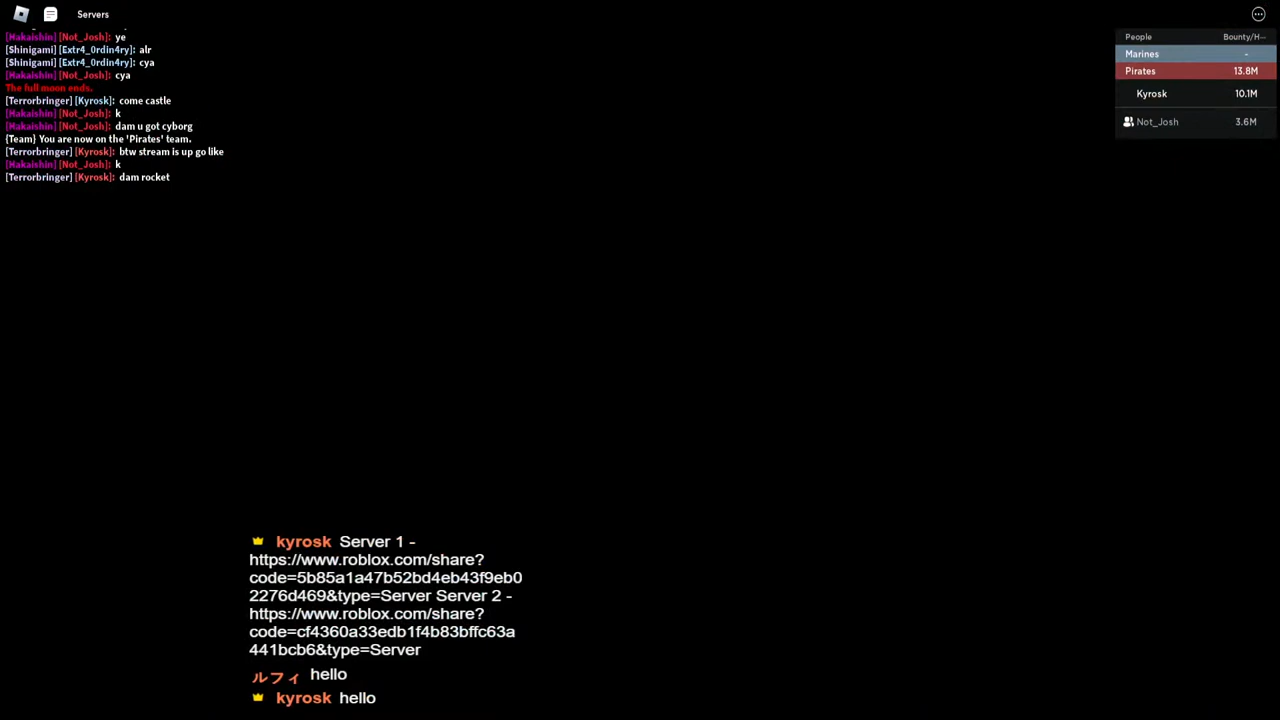 Servers
[Hakaishin] [Not_Josh]: ye
[Shinigami] [Extr4_0rdin4ry]: alr
[Shinigami] [Extr4_0rdin4ry]: cya
[Hakaishin] [Not_Josh]: cya
The full moon ends.
[Terrorbringer] [Kyrosk]: come castle
[Hakaishin] [Not_Josh]: k
[Hakaishin] [Not_Josh]: dam u got cyborg
{Team} You are now on the 'Pirates' team.
[Terrorbringer] [Kyrosk]: btw stream is up go like
[Hakaishin] [Not_Josh]: k
[Terrorbringer] [Kyrosk]: dam rocket
People Bounty/H--
Marines -
Pirates 13.8M
Kyrosk 10.1M
Not_Josh 3.6M
kyrosk Server 1 -
https://www.roblox.com/share?
code=5b85a1a47b52bd4eb43f9eb0
2276d469&type=Server Server 2 -
https://www.roblox.com/share?
code=cf4360a33edb1f4b83bffc63a
441bcb6&type=Server
ルフィ hello
kyrosk hello